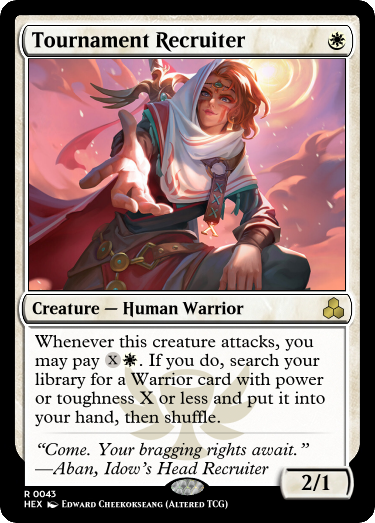 Tournament Recruiter
Creature — Human Warrior
Whenever this creature attacks, you
may pay X. If you do, search your
library for a Warrior card with power
or toughness X or less and put it into
your hand, then shuffle.
“Come. Your bragging rights await.”
—Aban, Idow’s Head Recruiter
2/1
R 0043
HEX Edward Cheekokseang (Altered TCG)